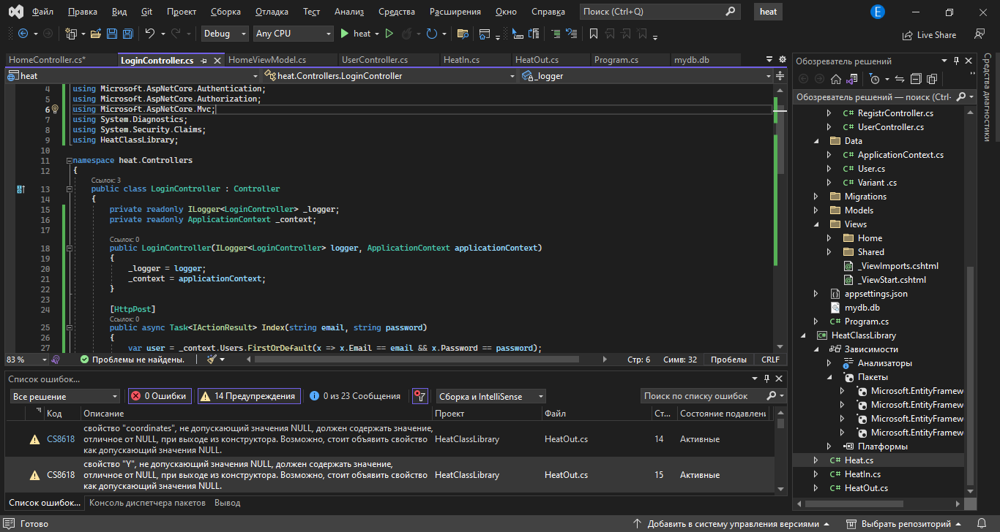 Файл Правка Вид Git Проект Сборка Отладка Тест Анализ Средства Расширения Окно Справка Поиск (Ctrl+Q) heat E
Debug Any CPU heat Live Share
HomeController.cs* LoginController.cs HomeViewModel.cs UserController.cs HeatIn.cs HeatOut.cs Program.cs mydb.db
heat heat.Controllers.LoginController _logger
4 using Microsoft.AspNetCore.Authentication;
5 using Microsoft.AspNetCore.Authorization;
6 using Microsoft.AspNetCore.Mvc;
7 using System.Diagnostics;
8 using System.Security.Claims;
9 using HeatClassLibrary;
10
11 namespace heat.Controllers
12 {
Ссылок: 3
13 public class LoginController : Controller
14 {
15 private readonly ILogger<LoginController> _logger;
16 private readonly ApplicationContext _context;
17
Ссылок: 0
18 public LoginController(ILogger<LoginController> logger, ApplicationContext applicationContext)
19 {
20 _logger = logger;
21 _context = applicationContext;
22 }
23
24 [HttpPost]
Ссылок: 0
25 public async Task<IActionResult> Index(string email, string password)
26 {
27 var user = _context.Users.FirstOrDefault(x => x.Email == email && x.Password == password);
83 % Проблемы не найдены. Стр: 6 Симв: 32 Пробелы CRLF
Список ошибок...
Все решение 0 Ошибки 14 Предупреждения 0 из 23 Сообщения Сборка и IntelliSense Поиск по списку ошибок
Код Описание Проект Файл Ст... Состояние подавлени
CS8618 свойство "coordinates", не допускающий значения NULL, должен содержать значение,
отличное от NULL, при выходе из конструктора. Возможно, стоит объявить свойство
как допускающий значения NULL. HeatClassLibrary HeatOut.cs 14 Активные
CS8618 свойство "Y", не допускающий значения NULL, должен содержать значение,
отличное от NULL, при выходе из конструктора. Возможно, стоит объявить свойство
как допускающий значения NULL. HeatClassLibrary HeatOut.cs 15 Активные
Список ошибок... Консоль диспетчера пакетов Вывод
Обозреватель решений
Обозреватель решений — поиск (Ctrl-
C# RegistrController.cs
C# UserController.cs
Data
C# ApplicationContext.cs
C# User.cs
C# Variant .cs
Migrations
Models
Views
Home
Shared
_ViewImports.cshtml
_ViewStart.cshtml
appsettings.json
mydb.db
C# Program.cs
HeatClassLibrary
Зависимости
Анализаторы
Пакеты
Microsoft.EntityFramew
Microsoft.EntityFramew
Microsoft.EntityFramew
Microsoft.EntityFramew
Платформы
C# Heat.cs
C# HeatIn.cs
C# HeatOut.cs
Средства диагностики
Готово Добавить в систему управления версиями Выбрать репозиторий